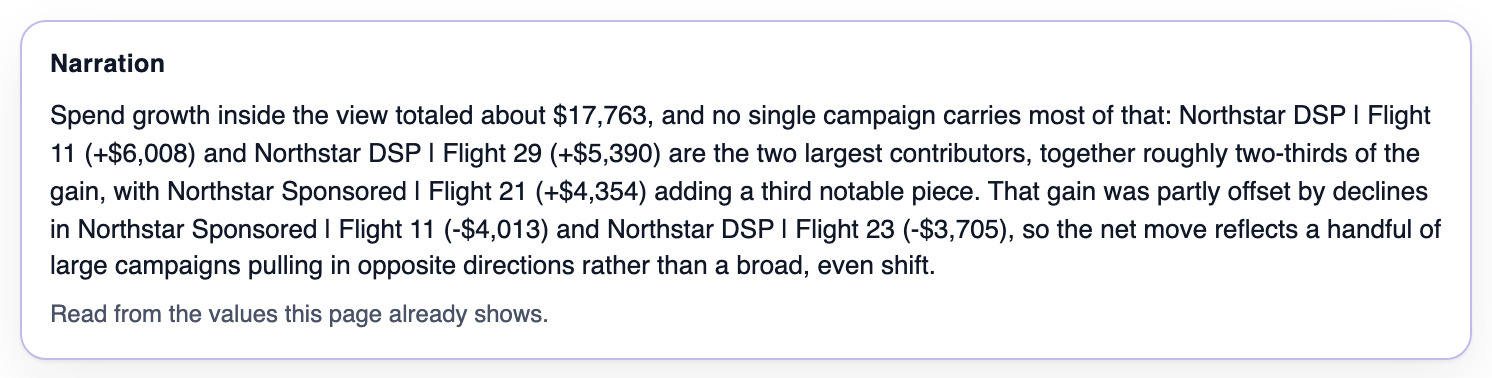 Narration
Spend growth inside the view totaled about $17,763, and no single campaign carries most of that: Northstar DSP | Flight
11 (+$6,008) and Northstar DSP | Flight 29 (+$5,390) are the two largest contributors, together roughly two-thirds of the
gain, with Northstar Sponsored | Flight 21 (+$4,354) adding a third notable piece. That gain was partly offset by declines
in Northstar Sponsored | Flight 11 (-$4,013) and Northstar DSP | Flight 23 (-$3,705), so the net move reflects a handful of
large campaigns pulling in opposite directions rather than a broad, even shift.
Read from the values this page already shows.